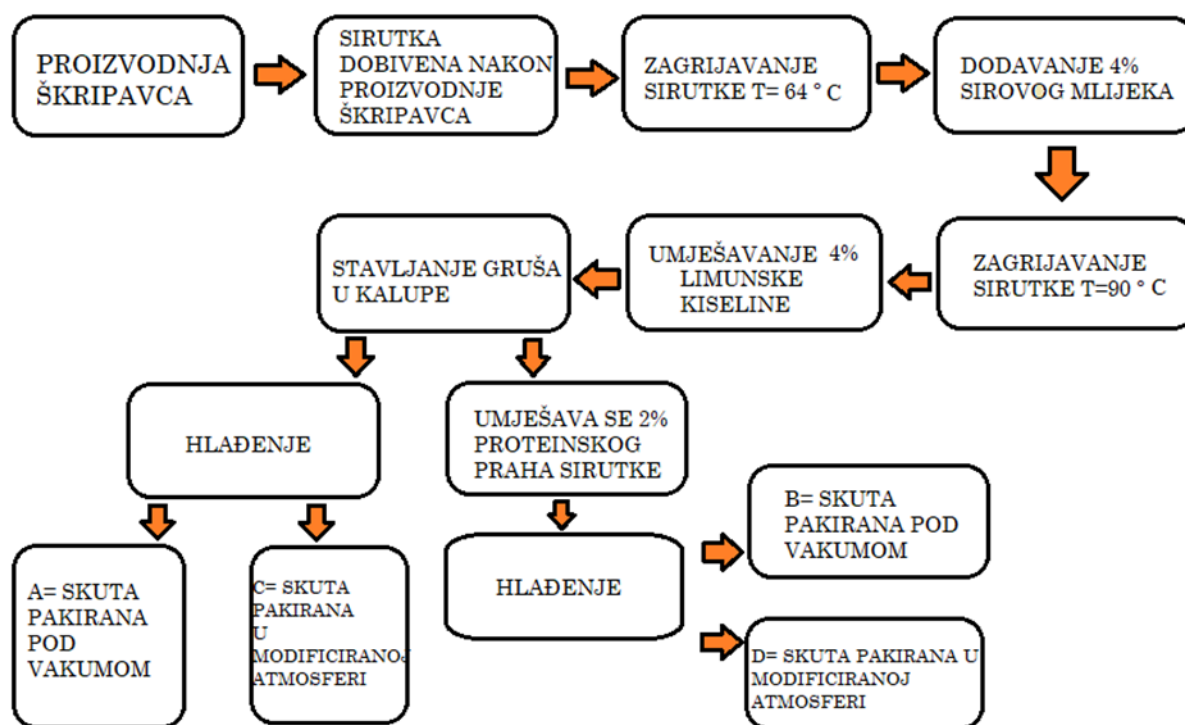 PROIZVODNJA
ŠKRIPAVCA
SIRUTKA
DOBIVENA NAKON
PROIZVODNJE
ŠKRIPAVCA
ZAGRIJAVANJE
SIRUTKE T= 64 ° C
DODAVANJE 4%
SIROVOG MLIJEKA
ZAGRIJAVANJE
SIRUTKE T=90 ° C
UMJEŠAVANJE 4%
LIMUNSKE
KISELINE
STAVLJANJE GRUŠA
U KALUPE
HLAĐENJE
UMJEŠAVA SE 2%
PROTEINSKOG
PRAHA SIRUTKE
A= SKUTA
PAKIRANA
POD
VAKUMOM
C= SKUTA
PAKIRANA
U
MODIFICIRANOJ
ATMOSFERI
HLAĐENJE
B= SKUTA
PAKIRANA POD
VAKUMOM
D= SKUTA PAKIRANA U
MODIFICIRANOJ
ATMOSFERI